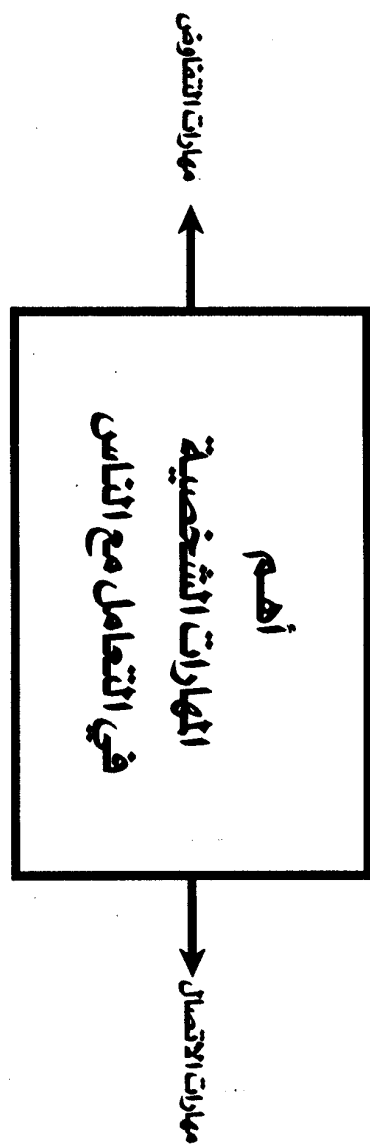 مهارات الاتصال
أهم
المهارات الشخصية
في التعامل مع الناس
مهارات التفاوض